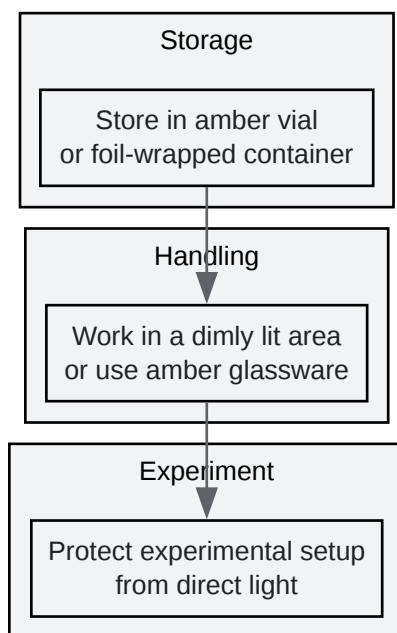 Storage
Store in amber vial
or foil-wrapped container
Handling
Work in a dimly lit area
or use amber glassware
Experiment
Protect experimental setup
from direct light